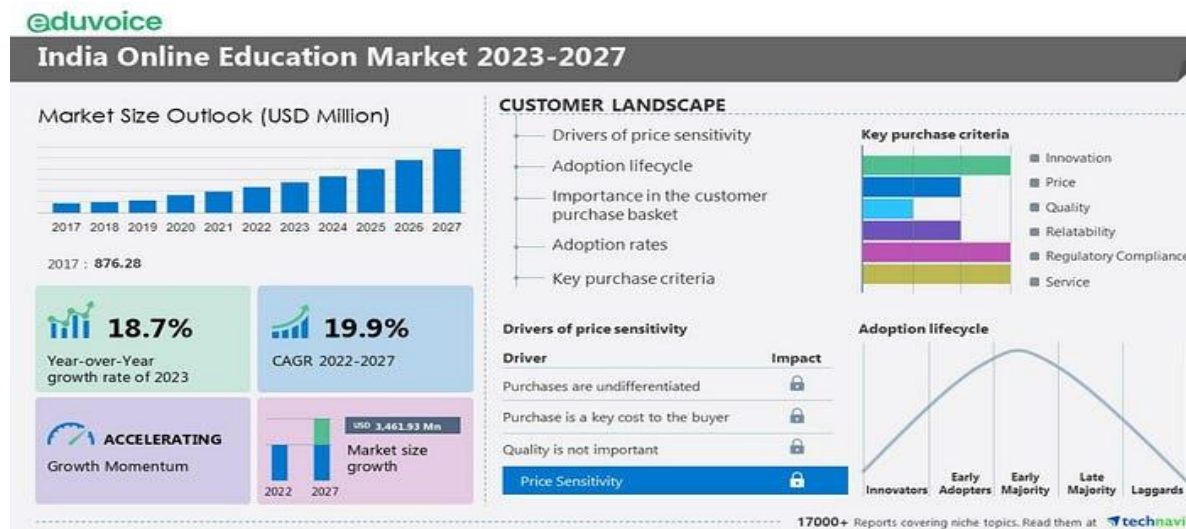 eduvoice
India Online Education Market 2023-2027
Market Size Outlook (USD Million)
2017 2018 2019 2020 2021 2022 2023 2024 2025 2026 2027
2017 : 876.28
18.7%
Year-over-Year
growth rate of 2023
19.9%
CAGR 2022-2027
ACCELERATING
Growth Momentum
USD 3,461.93 Mn
Market size
growth
2022 2027
CUSTOMER LANDSCAPE
Drivers of price sensitivity
Adoption lifecycle
Importance in the customer
purchase basket
Adoption rates
Key purchase criteria
Key purchase criteria
Innovation
Price
Quality
Relatability
Regulatory Compliance
Service
Drivers of price sensitivity
Driver Impact
Purchases are undifferentiated
Purchase is a key cost to the buyer
Quality is not important
Price Sensitivity
Adoption lifecycle
Innovators Early Adopters Early Majority Late Majority Laggards
17000+ Reports covering niche topics. Read them at technavi